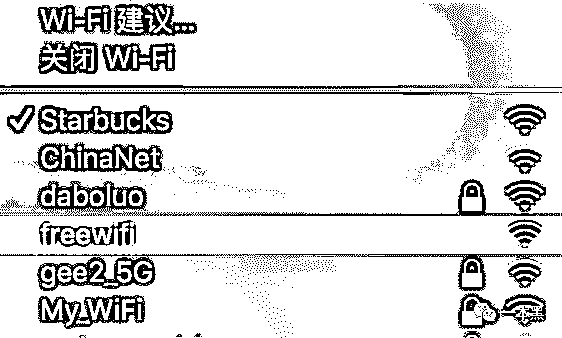 Wi-Fi 建议...
关闭 Wi-Fi
Starbucks
ChinaNet
daboluo
freewifi
gee2_5G
My_WiFi